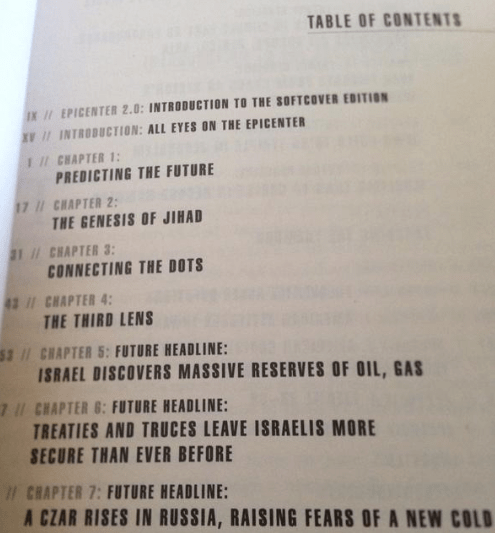 TABLE OF CONTENTS
IX // EPICENTER 2.0: INTRODUCTION TO THE SOFTCOVER EDITION
XV // INTRODUCTION: ALL EYES ON THE EPICENTER
1 // CHAPTER 1:
PREDICTING THE FUTURE
17 // CHAPTER 2:
THE GENESIS OF JIHAD
31 // CHAPTER 3:
CONNECTING THE DOTS
43 // CHAPTER 4:
THE THIRD LENS
53 // CHAPTER 5: FUTURE HEADLINE:
ISRAEL DISCOVERS MASSIVE RESERVES OF OIL, GAS
7 // CHAPTER 6: FUTURE HEADLINE:
TREATIES AND TRUCES LEAVE ISRAELIS MORE
SECURE THAN EVER BEFORE
// CHAPTER 7: FUTURE HEADLINE:
A CZAR RISES IN RUSSIA, RAISING FEARS OF A NEW COLD